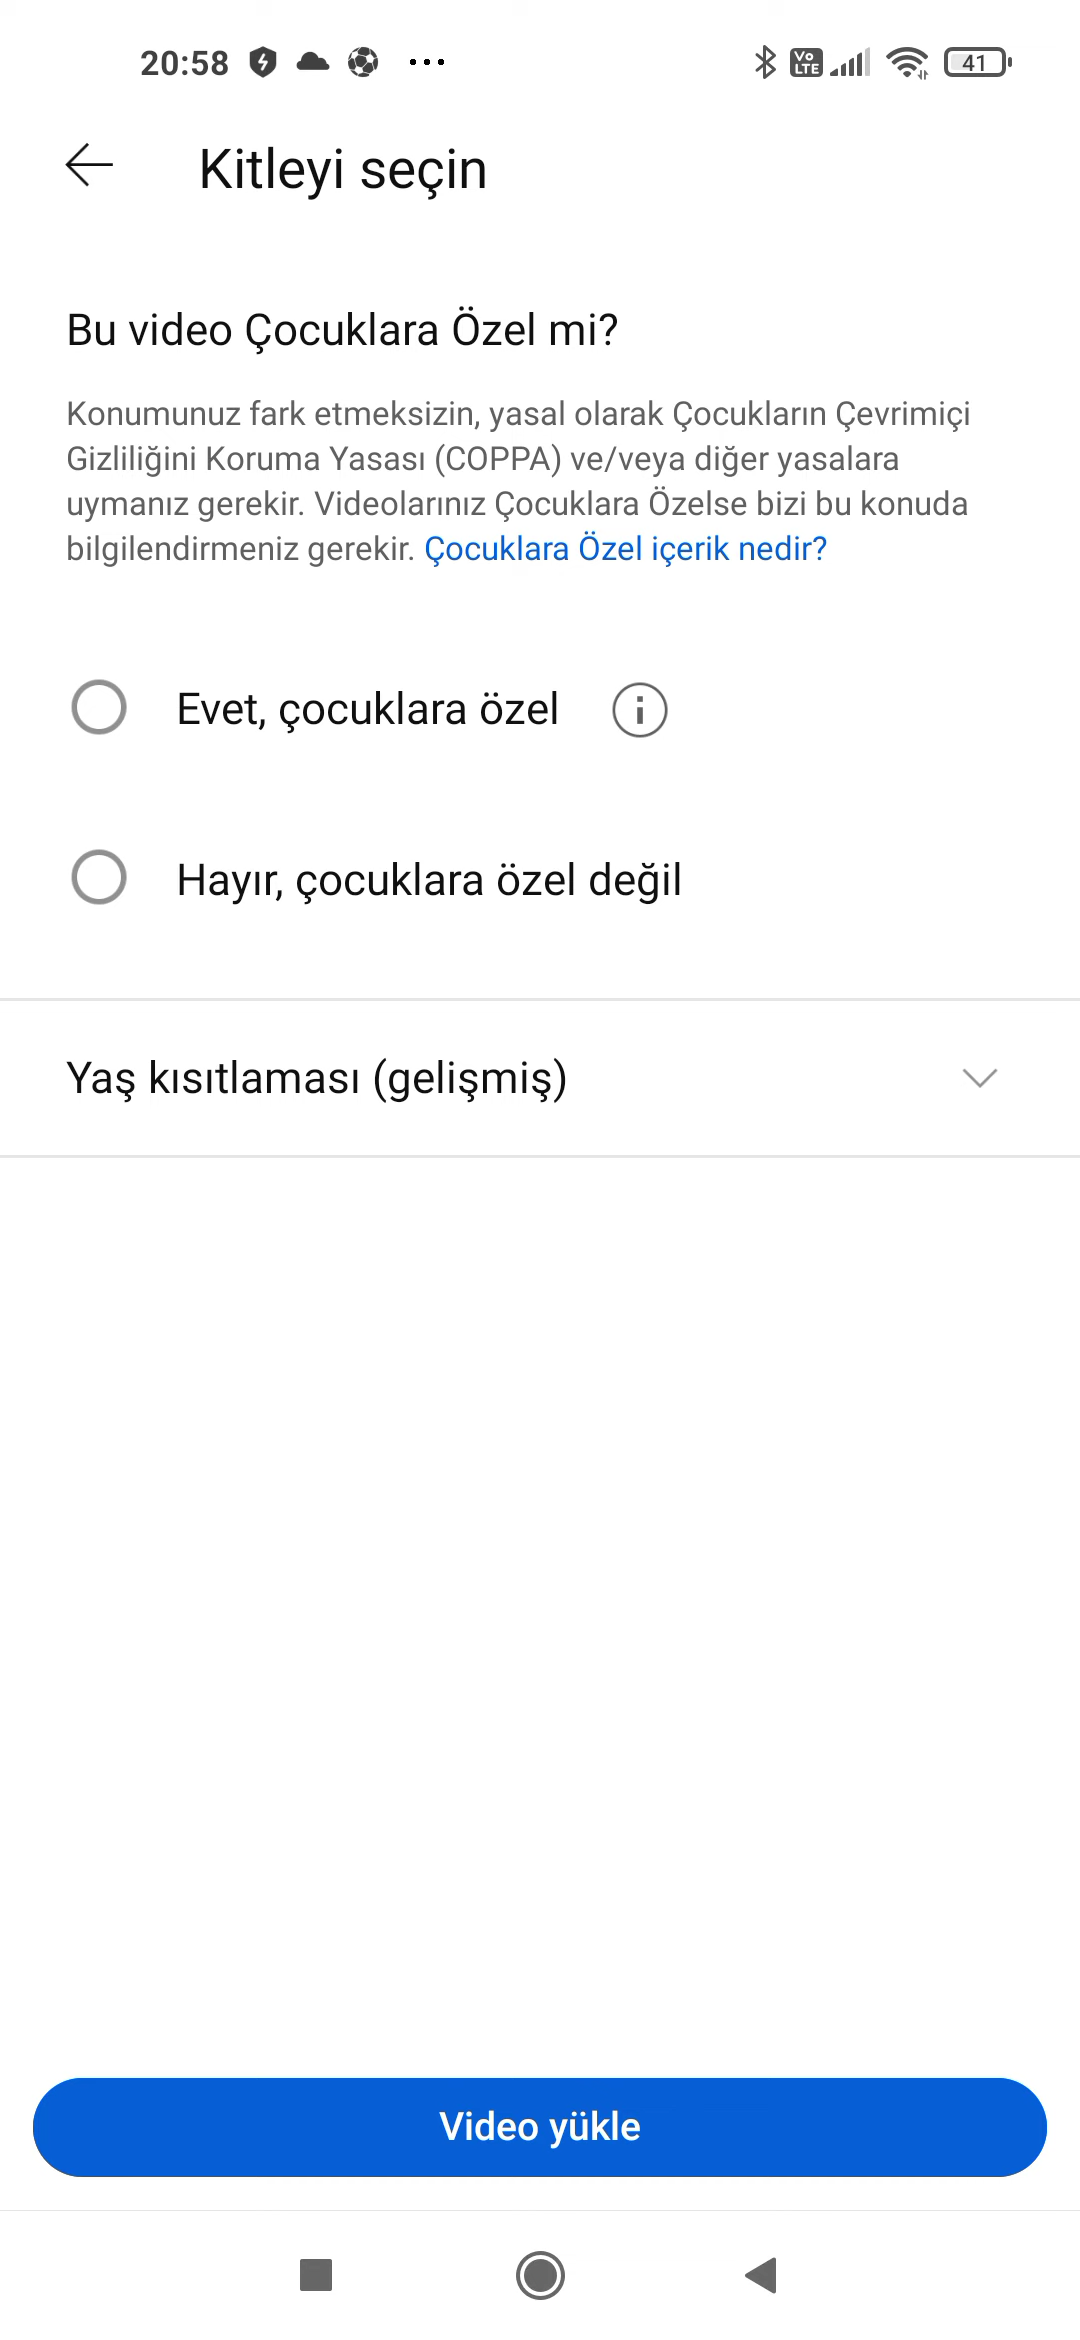 20:58
Vo LTE
41
Kitleyi seçin
Bu video Çocuklara Özel mi?
Konumunuz fark etmeksizin, yasal olarak Çocukların Çevrimiçi
Gizliliğini Koruma Yasası (COPPA) ve/veya diğer yasalara
uymanız gerekir. Videolarınız Çocuklara Özelse bizi bu konuda
bilgilendirmeniz gerekir. Çocuklara Özel içerik nedir?
Evet, çocuklara özel
Hayır, çocuklara özel değil
Yaş kısıtlaması (gelişmiş)
Video yükle